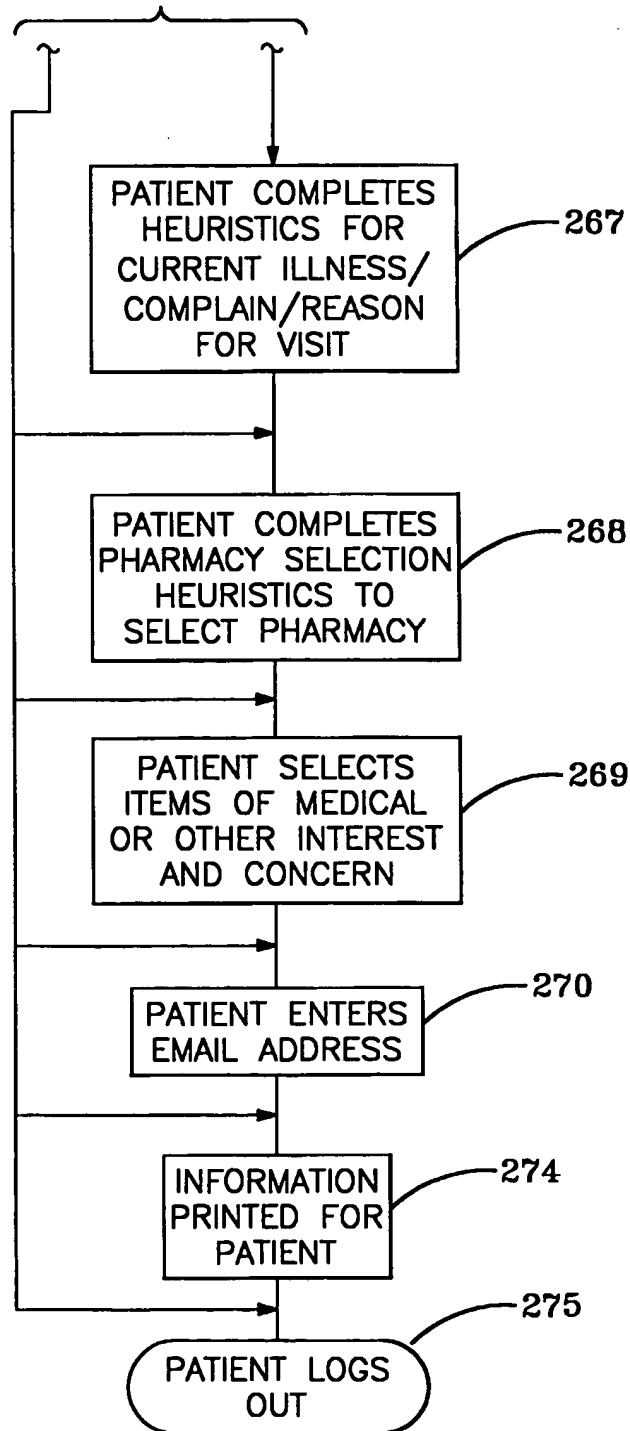 PATIENT COMPLETES
HEURISTICS FOR
CURRENT ILLNESS/
COMPLAIN/REASON
FOR VISIT
267
PATIENT COMPLETES
PHARMACY SELECTION
HEURISTICS TO
SELECT PHARMACY
268
PATIENT SELECTS
ITEMS OF MEDICAL
OR OTHER INTEREST
AND CONCERN
269
PATIENT ENTERS
EMAIL ADDRESS
270
INFORMATION
PRINTED FOR
PATIENT
274
PATIENT LOGS
OUT
275